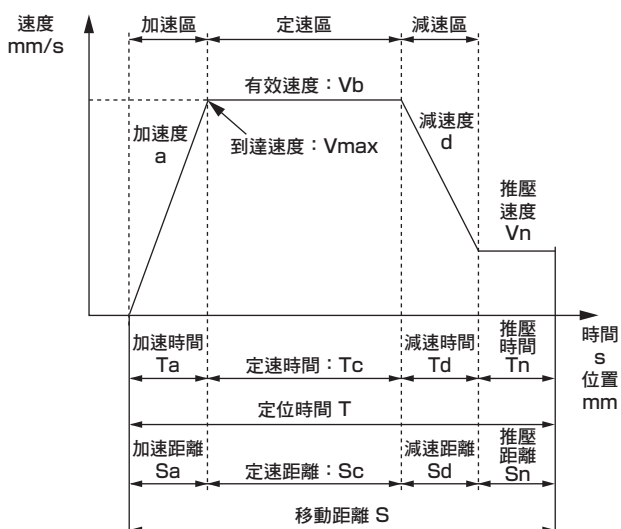 速度
mm/s
加速區
定速區
減速區
有效速度：Vb
加速度
a
到達速度：Vmax
減速度
d
推壓
速度
Vn
時間
s
位置
mm
加速時間
Ta
定速時間：Tc
減速時間
Td
推壓
時間
Tn
定位時間 T
加速距離
Sa
定速距離：Sc
減速距離
Sd
推壓
距離
Sn
移動距離 S